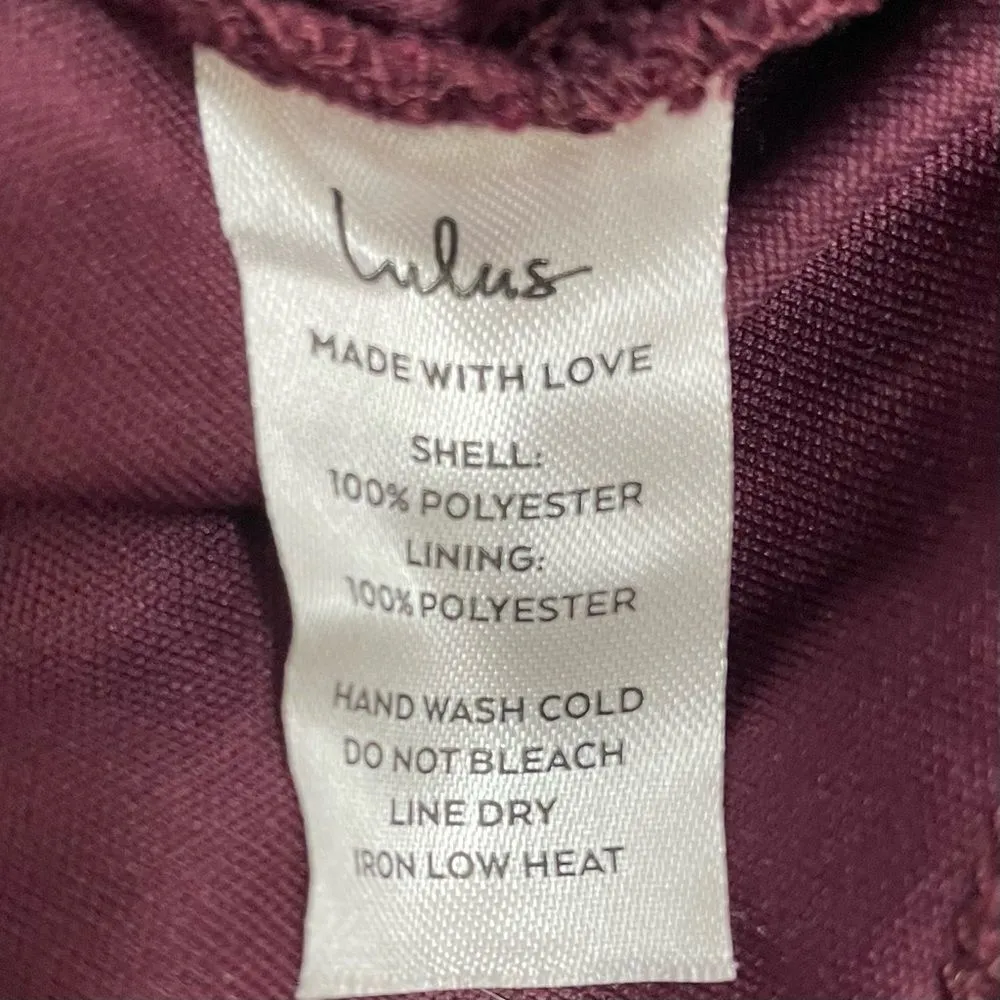 Lulus
MADE WITH LOVE
SHELL:
100% POLYESTER
LINING:
100% POLYESTER
HAND WASH COLD
DO NOT BLEACH
LINE DRY
IRON LOW HEAT